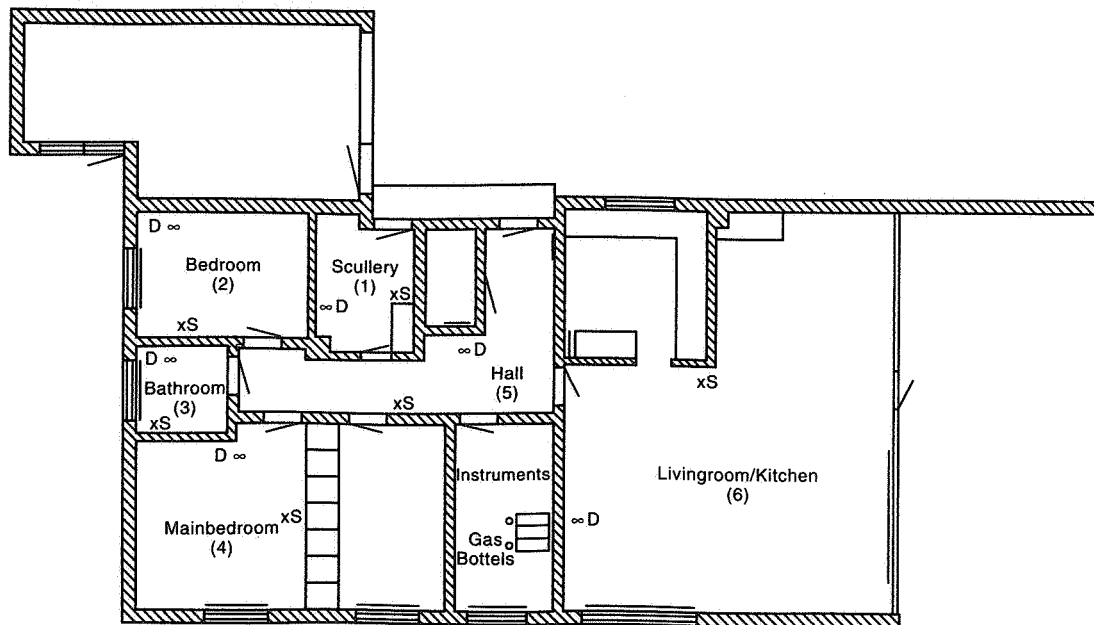 D ∞
Bedroom
(2)
xS
Scullery
(1)
xS
∞ D
∞ D
D ∞
Bathroom
(3)
xS
Hall
(5)
xS
xS
D ∞
Mainbedroom
(4)
xS
Instruments
Gas
Bottels
∞ D
Livingroom/Kitchen
(6)